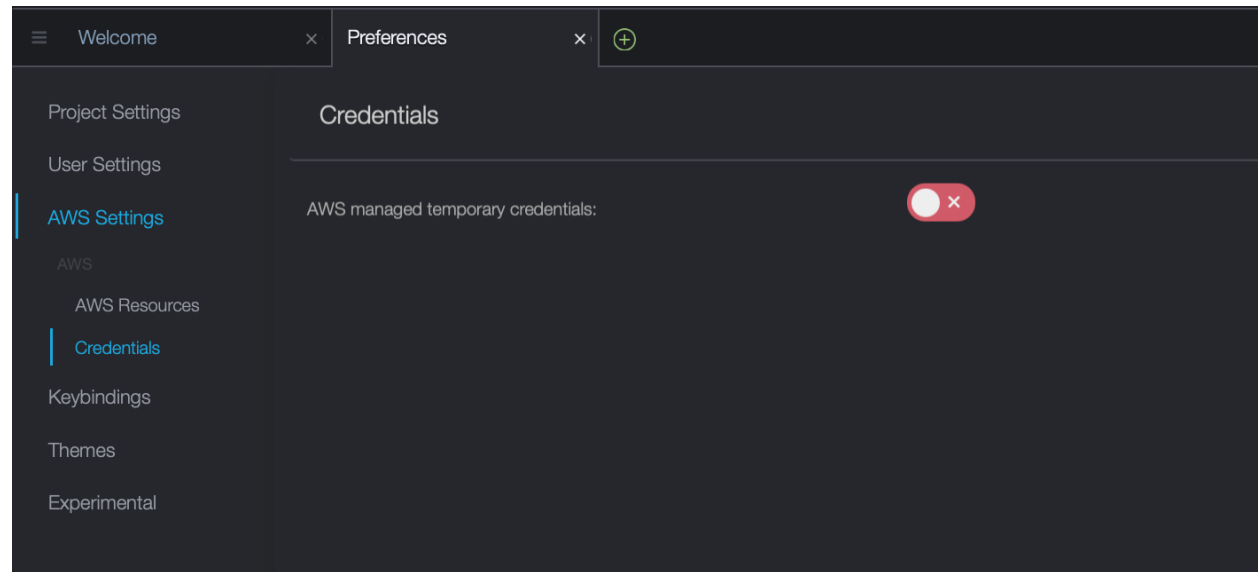 Welcome
Preferences
Project Settings
User Settings
AWS Settings
AWS
AWS Resources
Credentials
Keybindings
Themes
Experimental
Credentials
AWS managed temporary credentials: